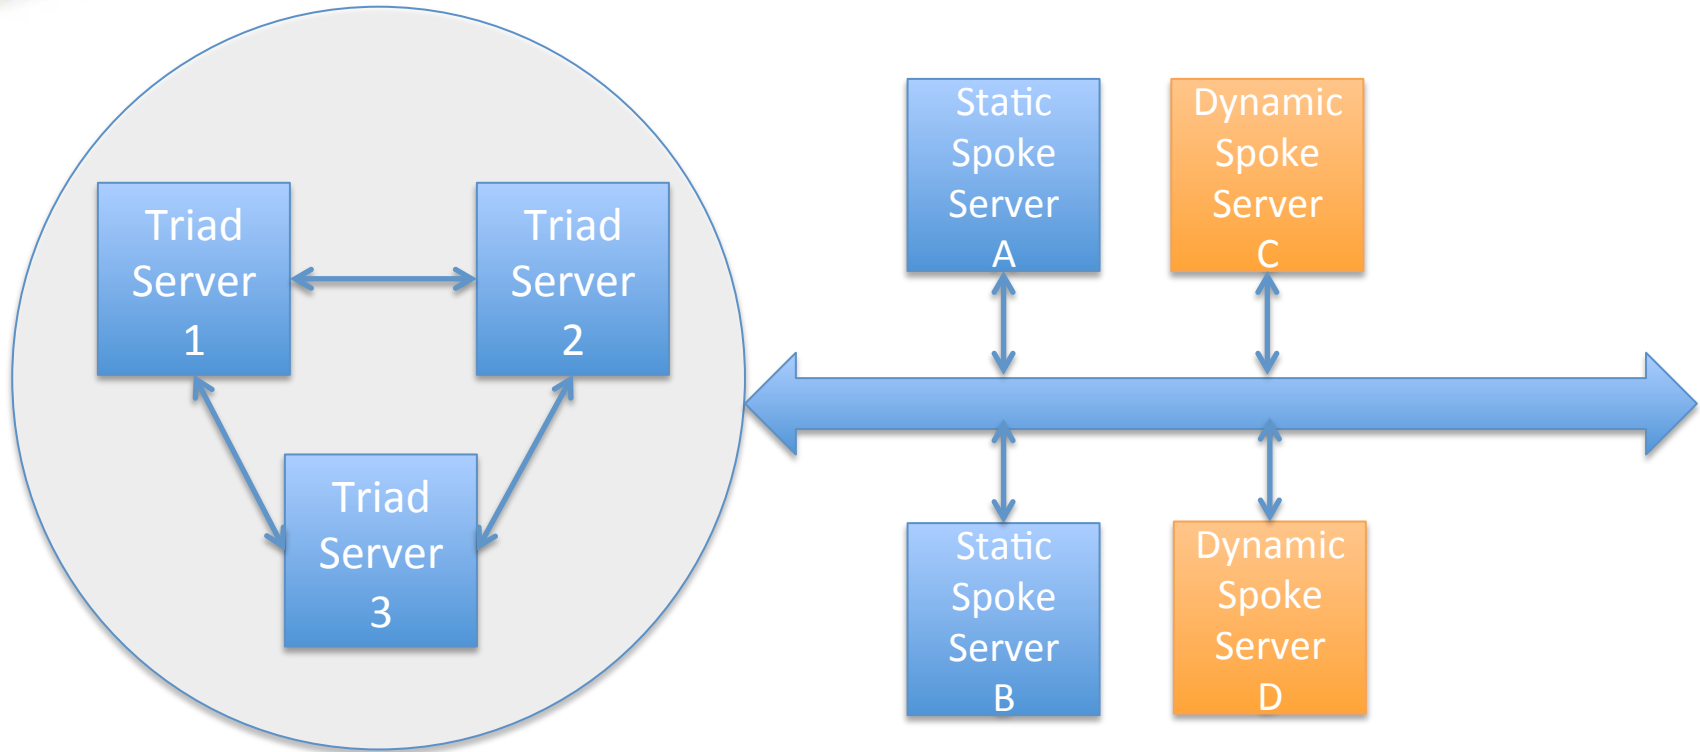 Triad
Server
1
Triad
Server
2
Triad
Server
3
Static
Spoke
Server
A
Dynamic
Spoke
Server
C
Static
Spoke
Server
B
Dynamic
Spoke
Server
D